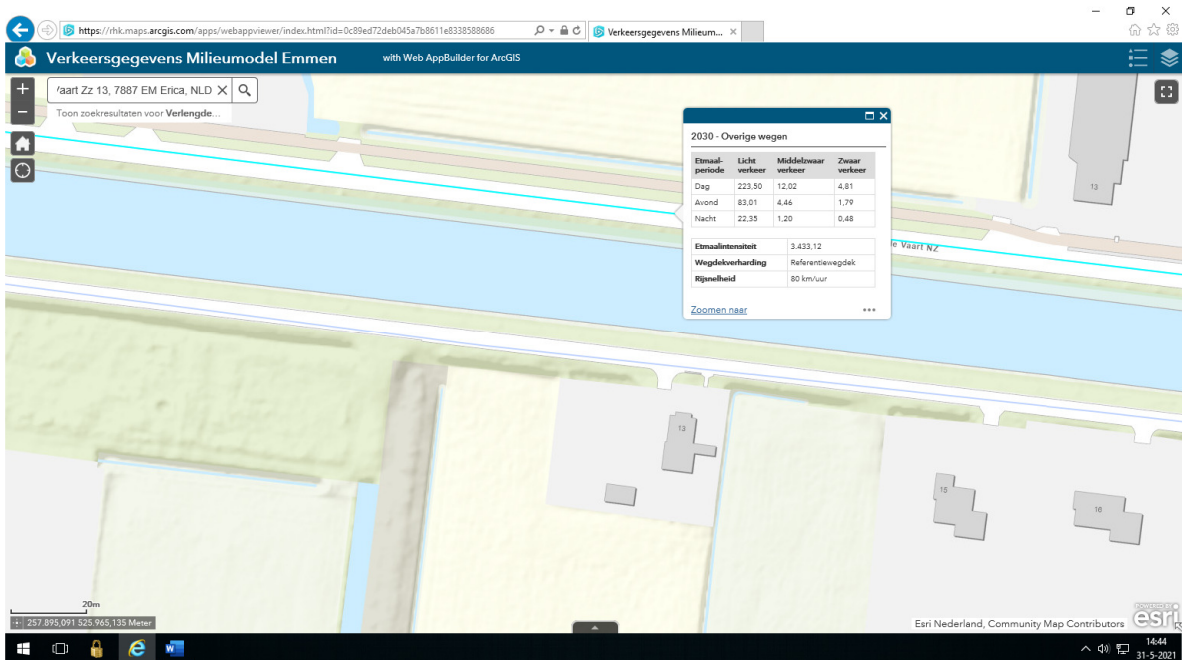 https://rhk.maps.arcgis.com/apps/webappviewer/index.html?id=0c89ed72deb045a7b8611e8338588686
Verkeersgegevens Milieum...
Verkeersgegevens Milieumodel Emmen
with Web AppBuilder for ArcGIS
Vaart Zz 13, 7887 EM Erica, NLD
Toon zoekresultaten voor Verlengde...
2030 - Overige wegen
Etmaal-periode Licht verkeer Middelzwaar verkeer Zwaar verkeer
Dag 223,50 12,02 4,81
Avond 83,01 4,46 1,79
Nacht 22,35 1,20 0,48
Etmaalintensiteit 3.433,12
Wegdekverharding Referentiewegdek
Rijsnelheid 80 km/uur
Zoomen naar
13
Vaart NZ
13
15
16
20m
257.895,091 525.965,135 Meter
Esri Nederland, Community Map Contributors
POWERED BY
esri
14:44
31-5-2021